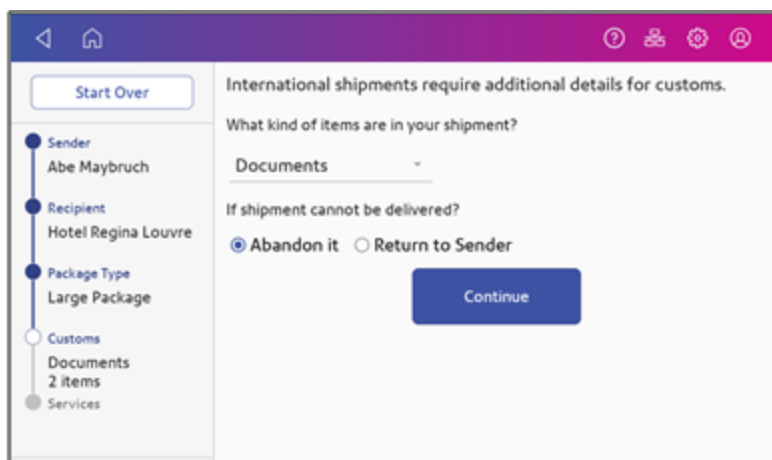 Start Over
Sender
Abe Maybruch
Recipient
Hotel Regina Louvre
Package Type
Large Package
Customs
Documents
2 items
Services
International shipments require additional details for customs.
What kind of items are in your shipment?
Documents
If shipment cannot be delivered?
Abandon it Return to Sender
Continue